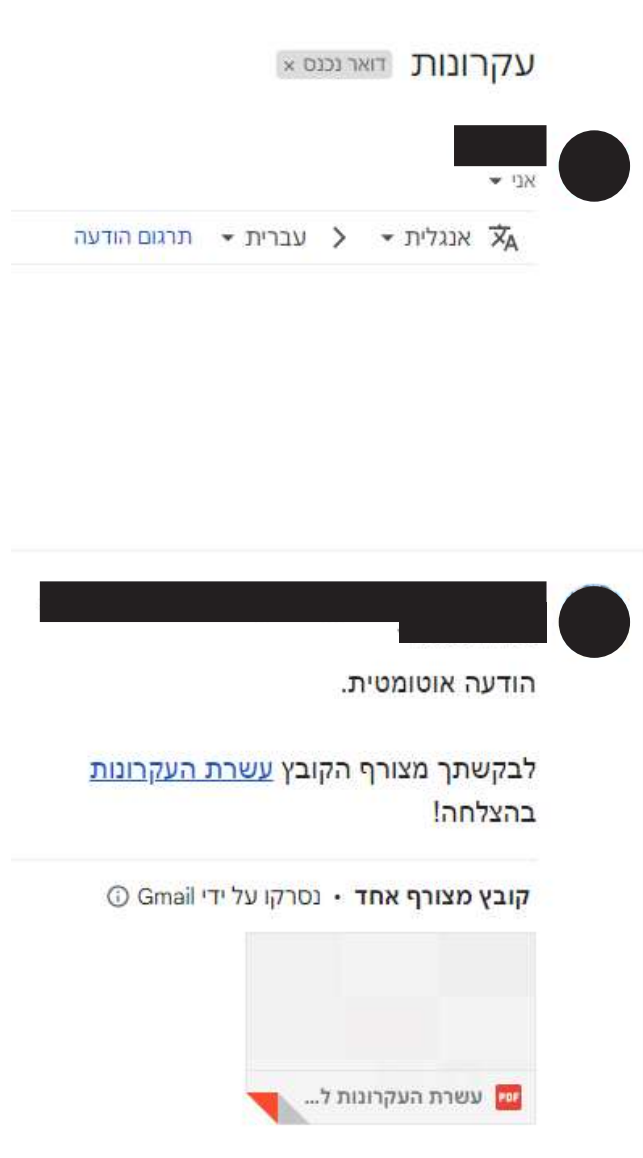 עקרונות דואר נכנס ×
אני
אנגלית עברית תרגום הודעה
הודעה אוטומטית.
לבקשתך מצורף הקובץ עשרת העקרונות
בהצלחה!
קובץ מצורף אחד • נסרקו על ידי Gmail
PDF עשרת העקרונות ל...